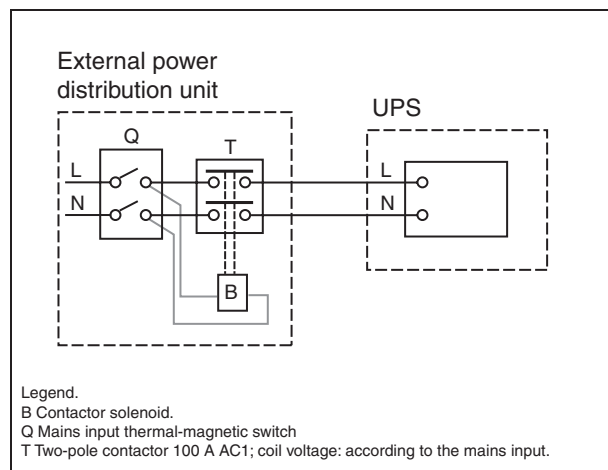 External power
distribution unit
UPS
Q
T
L
N
L
N
B
Legend.
B Contactor solenoid.
Q Mains input thermal-magnetic switch
T Two-pole contactor 100 A AC1; coil voltage: according to the mains input.